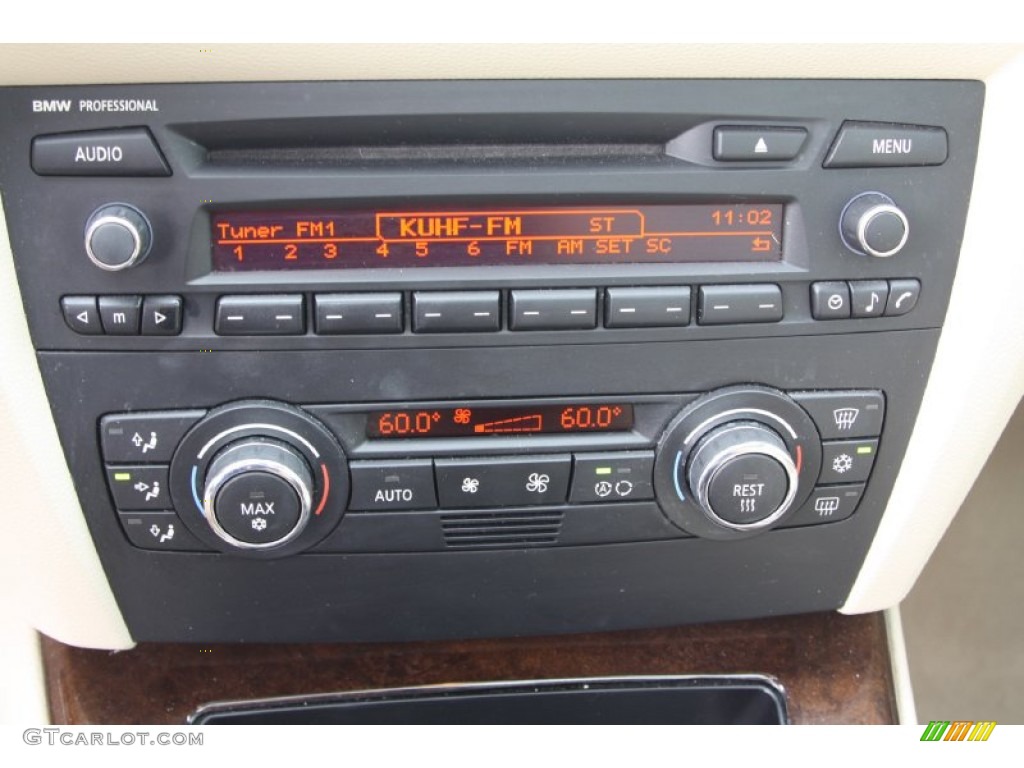 BMW PROFESSIONAL
AUDIO
MENU
Tuner FM1 KUHF-FM ST 11:02
1 2 3 4 5 6 FM AM SET SC
m
60.0° 60.0°
AUTO
A
MAX
REST
GTCARLOT.COM